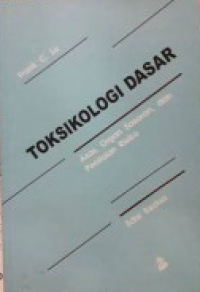 Frank C. Lu
TOKSIKOLOGI DASAR
Asas, Organ Sasaran, dan
Penilaian Risiko
Edisi Kedua